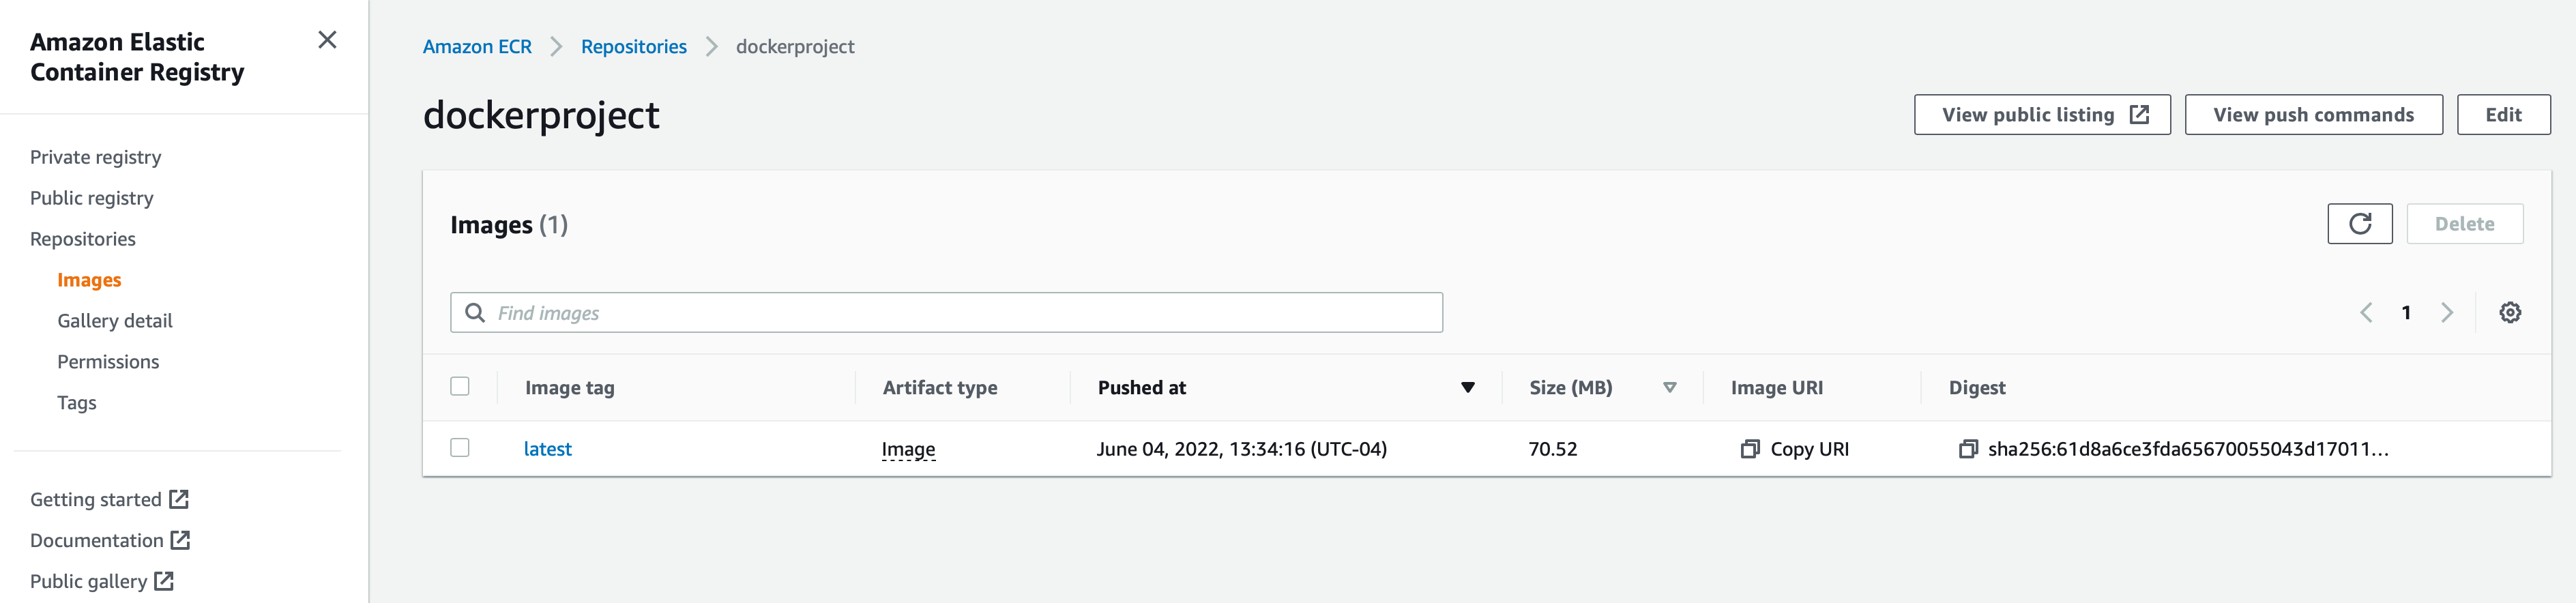 Amazon Elastic
Container Registry
Private registry
Public registry
Repositories
Images
Gallery detail
Permissions
Tags
Getting started
Documentation
Public gallery
Amazon ECR > Repositories > dockerproject
dockerproject
View public listing
View push commands
Edit
Images (1)
Delete
Find images
1
Image tag Artifact type Pushed at Size (MB) Image URI Digest
latest Image June 04, 2022, 13:34:16 (UTC-04) 70.52 Copy URI sha256:61d8a6ce3fda65670055043d17011...